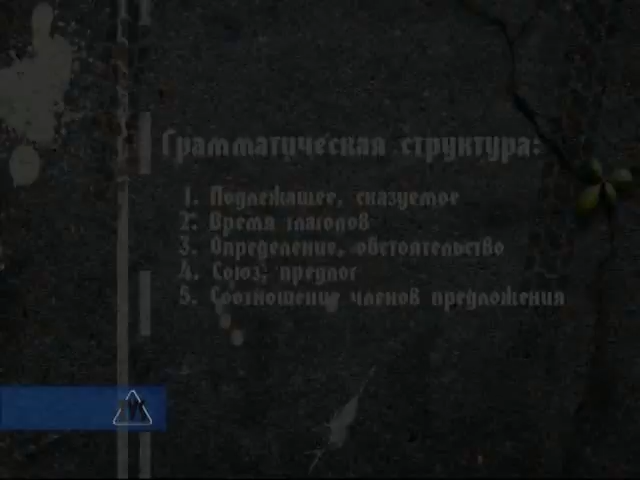 Грамматическая структура:
1. Подлежащее, сказуемое
2. Время глаголов
3. Определение, обстоятельство
4. Союз, предлог
5. Соотношение членов предложения